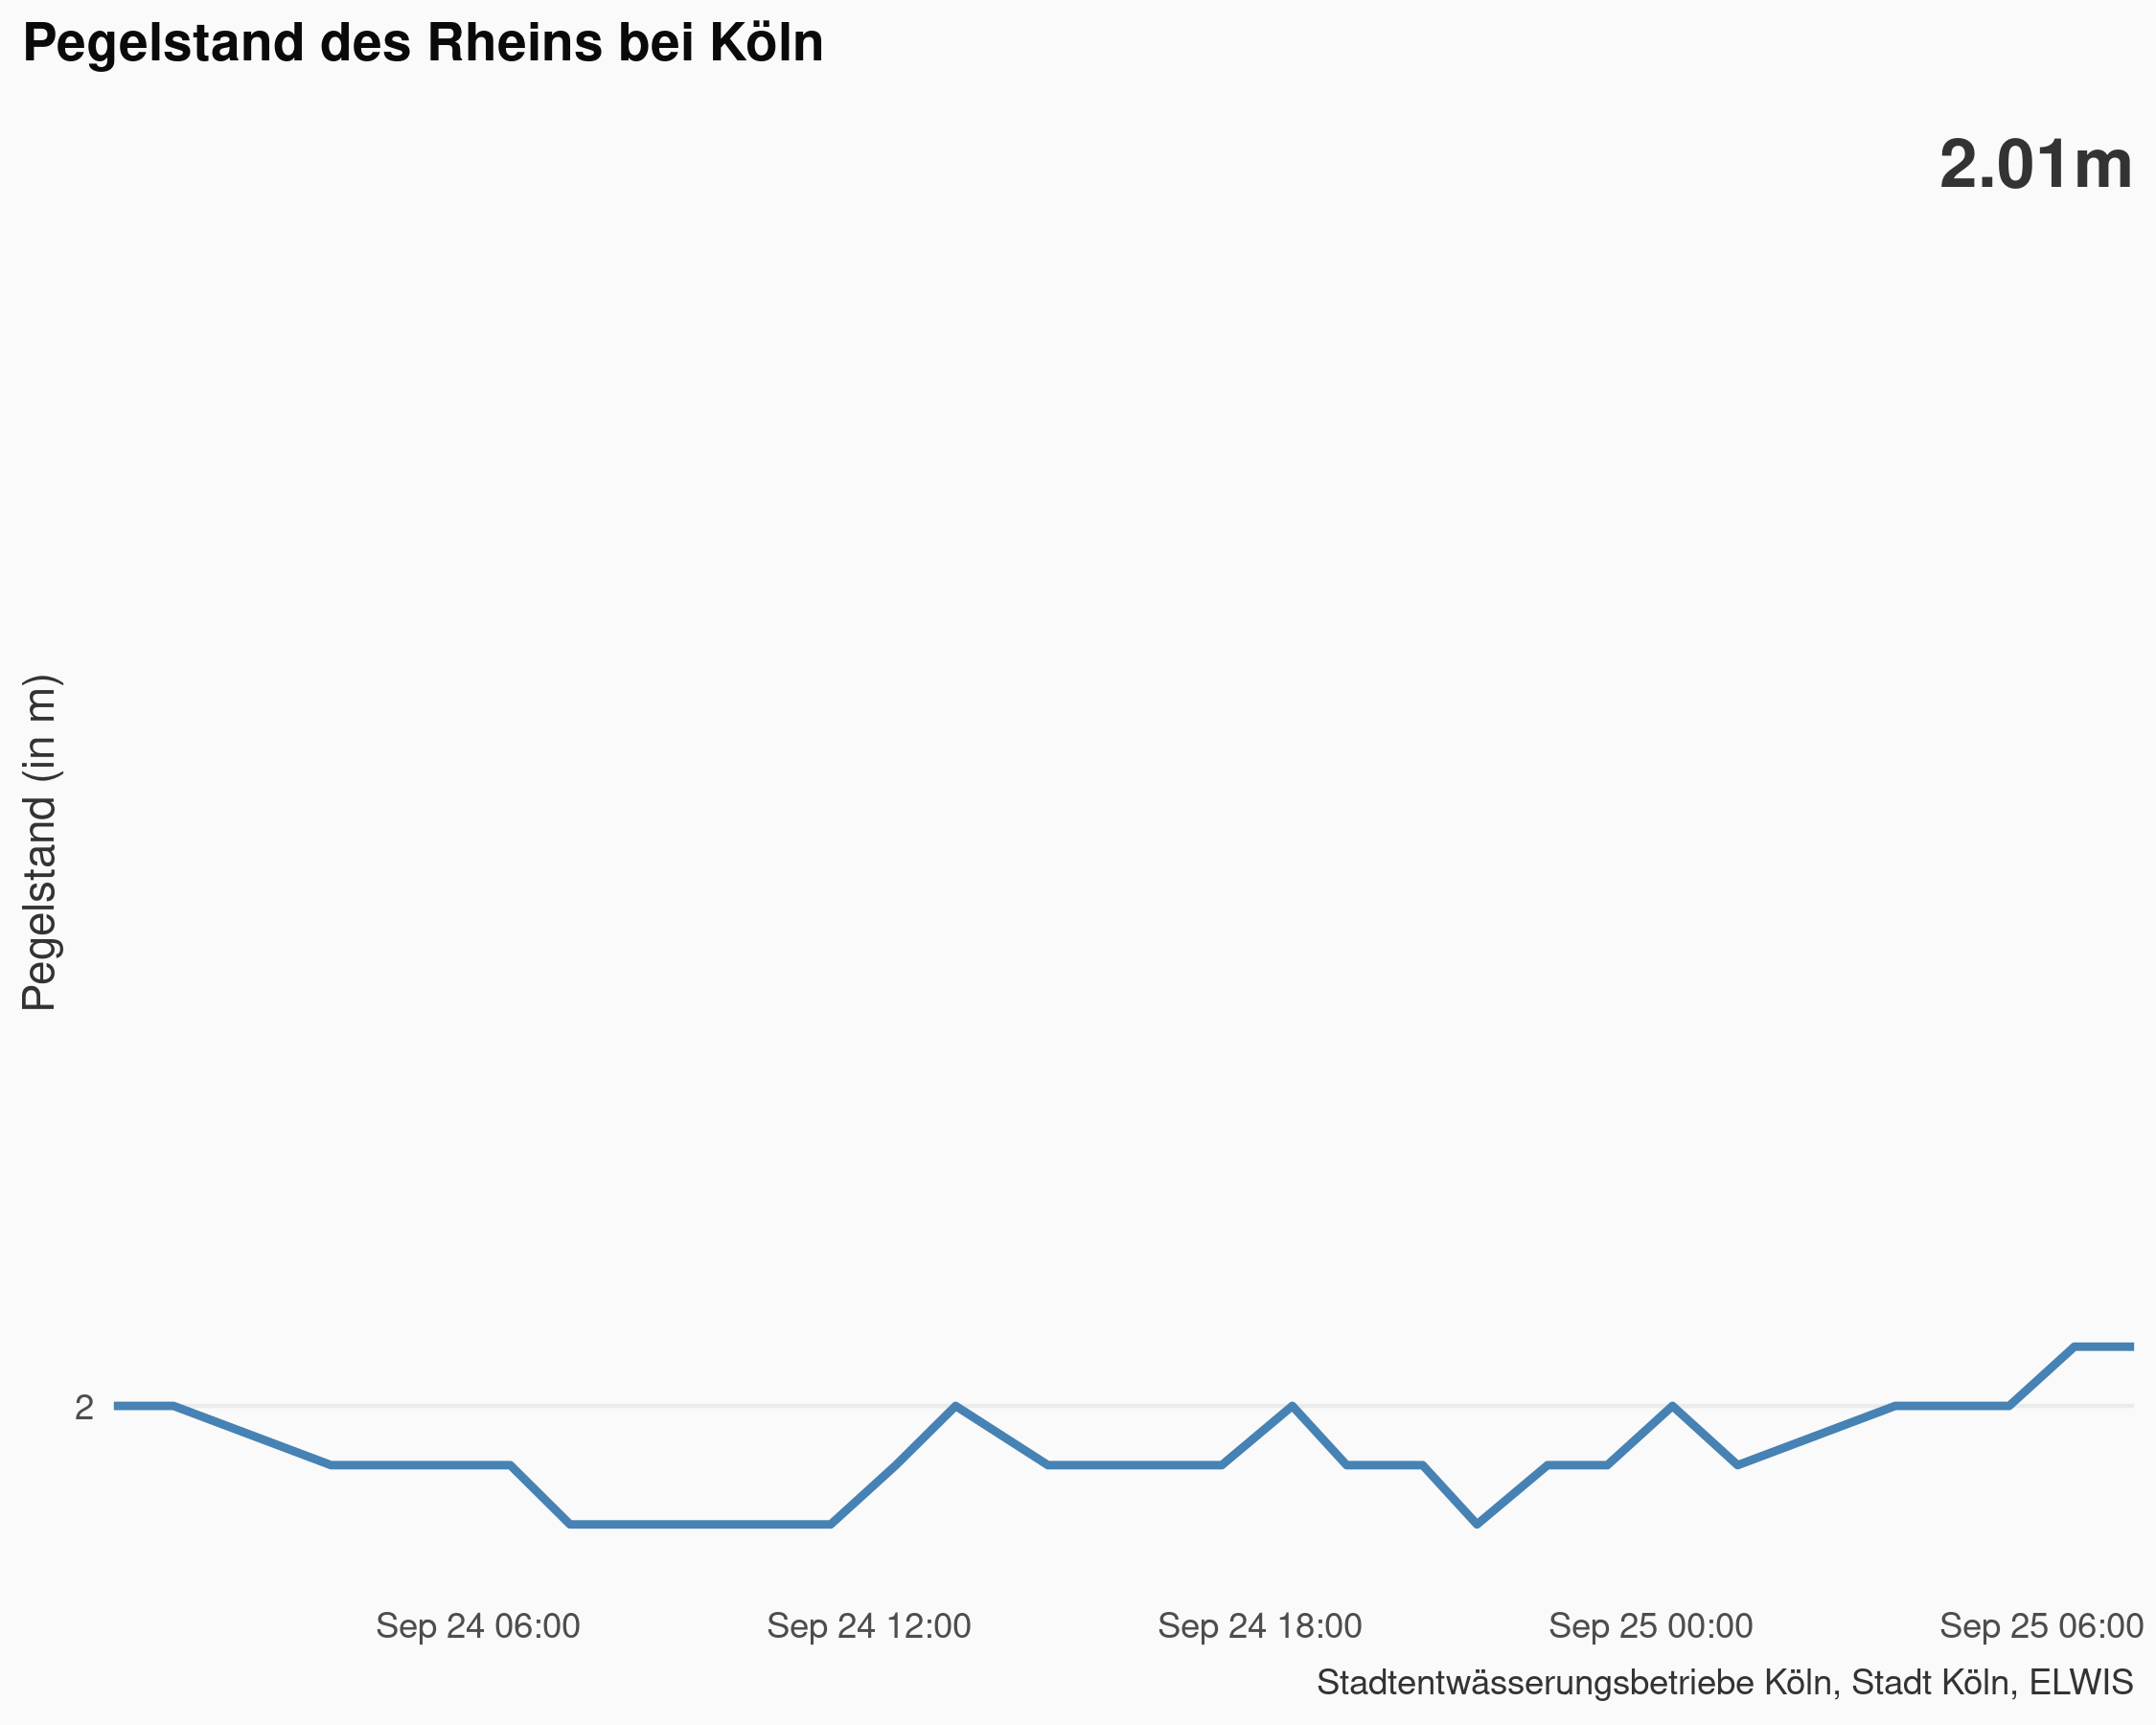 Pegelstand des Rheins bei Köln
2.01m
Pegelstand (in m)
2
Sep 24 06:00
Sep 24 12:00
Sep 24 18:00
Sep 25 00:00
Sep 25 06:00
Stadtentwässerungsbetriebe Köln, Stadt Köln, ELWIS